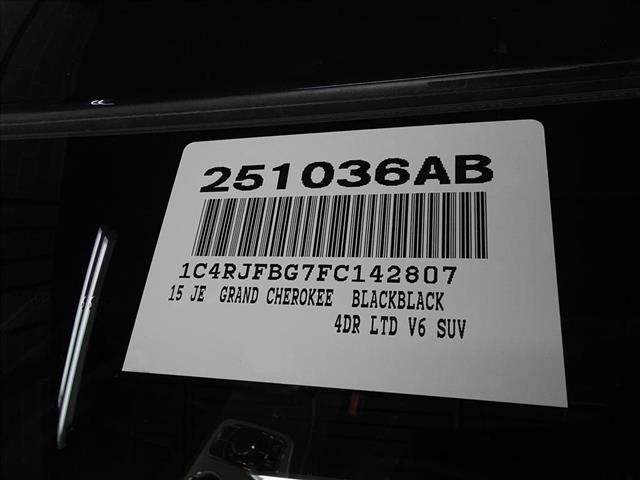 251036AB
1C4RJFBG7FC142807
15 JE GRAND CHEROKEE BLACKBLACK
4DR LTD V6 SUV